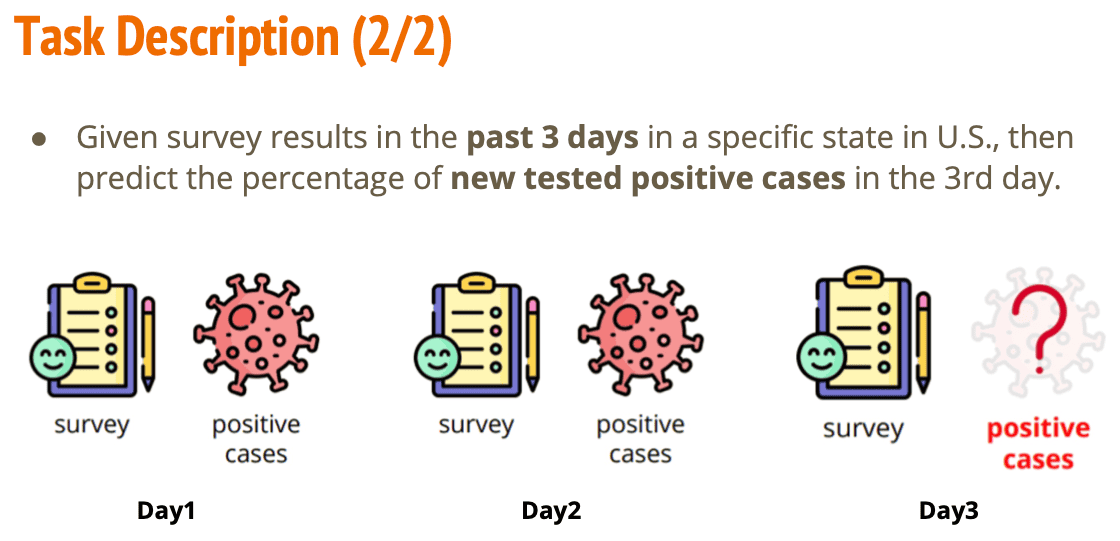 Task Description (2/2)
● Given survey results in the past 3 days in a specific state in U.S., then
predict the percentage of new tested positive cases in the 3rd day.
survey
positive
cases
survey
positive
cases
survey
?
positive
cases
Day1
Day2
Day3